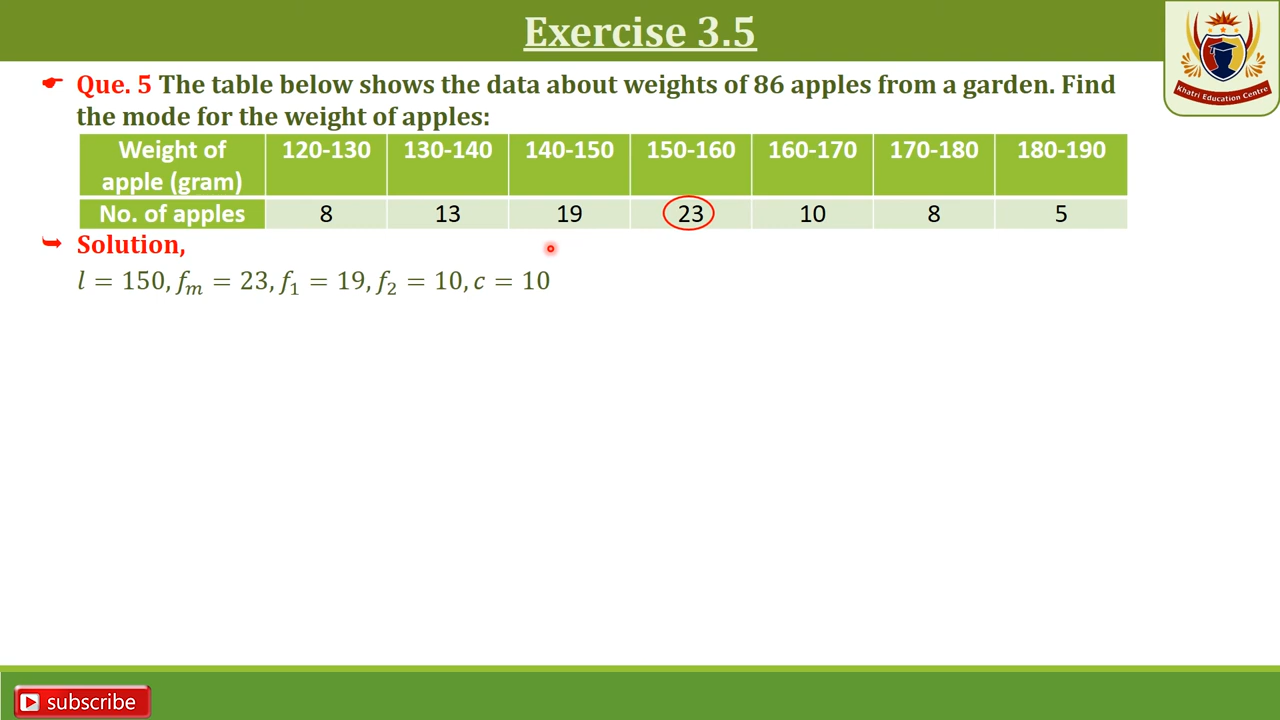 Exercise 3.5
Khatri Education Centre
Que. 5 The table below shows the data about weights of 86 apples from a garden. Find
the mode for the weight of apples:
Weight of apple (gram) 120-130 130-140 140-150 150-160 160-170 170-180 180-190
No. of apples 8 13 19 23 10 8 5
Solution,
l = 150, fₘ = 23, f₁ = 19, f₂ = 10, c = 10
subscribe